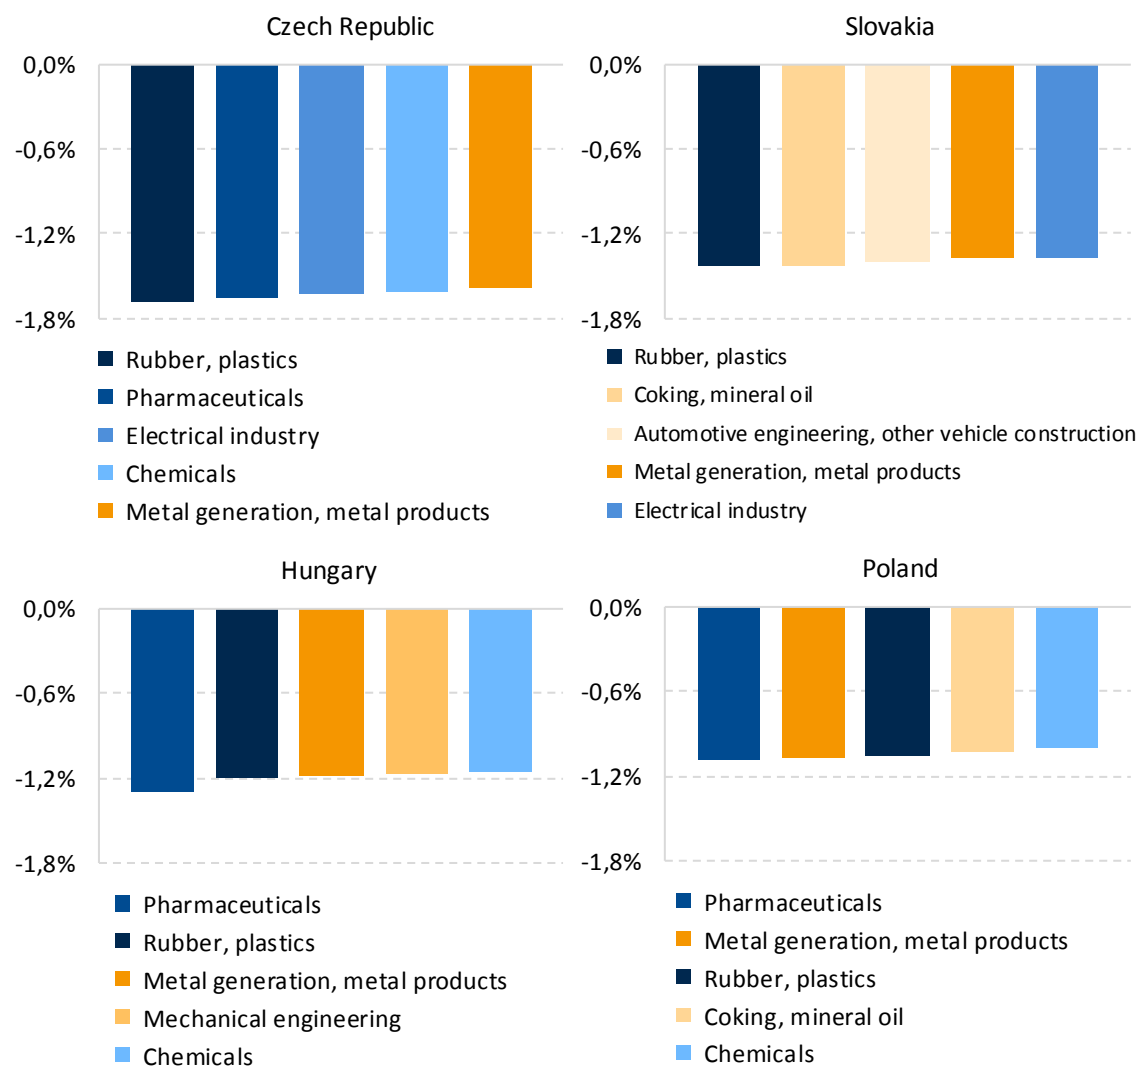 Czech Republic
0,0%
-0,6%
-1,2%
-1,8%
Rubber, plastics
Pharmaceuticals
Electrical industry
Chemicals
Metal generation, metal products
Slovakia
0,0%
-0,6%
-1,2%
-1,8%
Rubber, plastics
Coking, mineral oil
Automotive engineering, other vehicle construction
Metal generation, metal products
Electrical industry
Hungary
0,0%
-0,6%
-1,2%
-1,8%
Pharmaceuticals
Rubber, plastics
Metal generation, metal products
Mechanical engineering
Chemicals
Poland
0,0%
-0,6%
-1,2%
-1,8%
Pharmaceuticals
Metal generation, metal products
Rubber, plastics
Coking, mineral oil
Chemicals